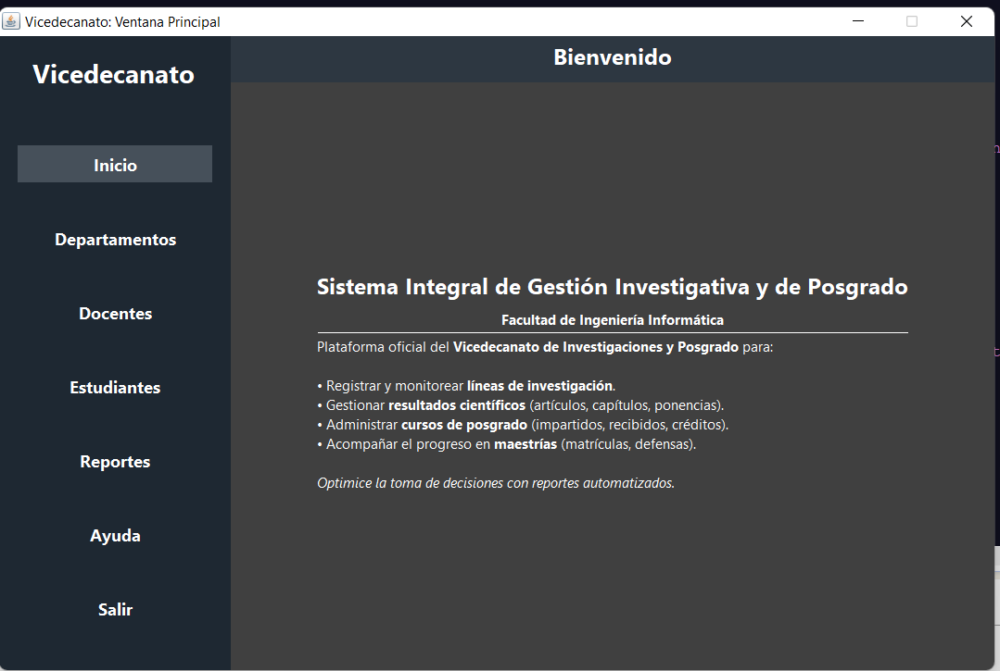 Vicedecanato: Ventana Principal
Vicedecanato
Bienvenido
Inicio
Departamentos
Docentes
Estudiantes
Reportes
Ayuda
Salir
Sistema Integral de Gestión Investigativa y de Posgrado
Facultad de Ingeniería Informática
Plataforma oficial del Vicedecanato de Investigaciones y Posgrado para:
• Registrar y monitorear líneas de investigación.
• Gestionar resultados científicos (artículos, capítulos, ponencias).
• Administrar cursos de posgrado (impartidos, recibidos, créditos).
• Acompañar el progreso en maestrías (matrículas, defensas).
Optimice la toma de decisiones con reportes automatizados.